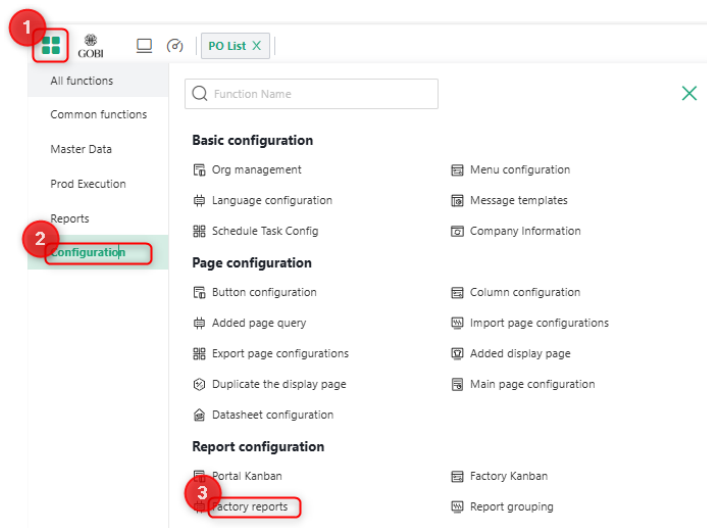 1
GOBI
PO List X
All functions
Function Name
Common functions
Basic configuration
Master Data
Org management
Menu configuration
Prod Execution
Language configuration
Message templates
Reports
Schedule Task Config
Company Information
2
Configuration
Page configuration
Button configuration
Column configuration
Added page query
Import page configurations
Export page configurations
Added display page
Duplicate the display page
Main page configuration
Datasheet configuration
Report configuration
Portal Kanban
Factory Kanban
3
Factory reports
Report grouping